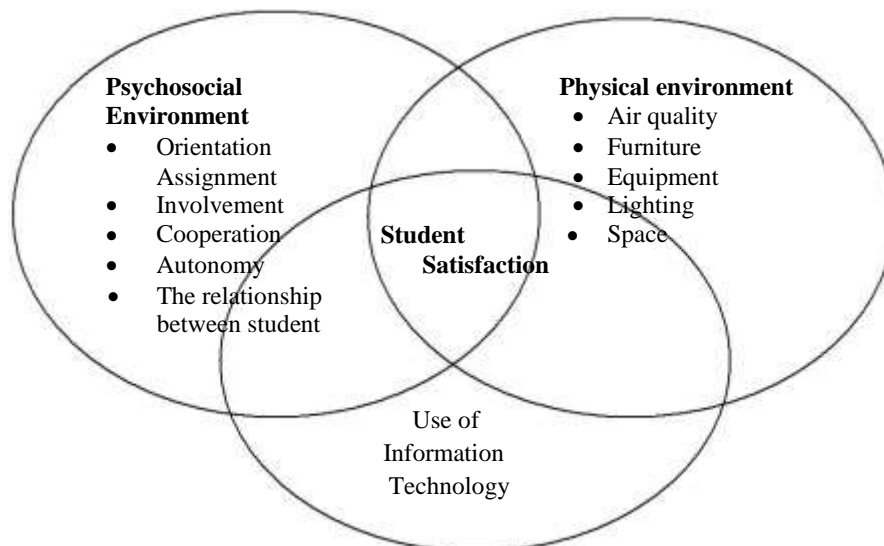 Psychosocial
Environment
• Orientation
Assignment
• Involvement
• Cooperation
• Autonomy
• The relationship
between student
Physical environment
• Air quality
• Furniture
• Equipment
• Lighting
• Space
Student
Satisfaction
Use of
Information
Technology